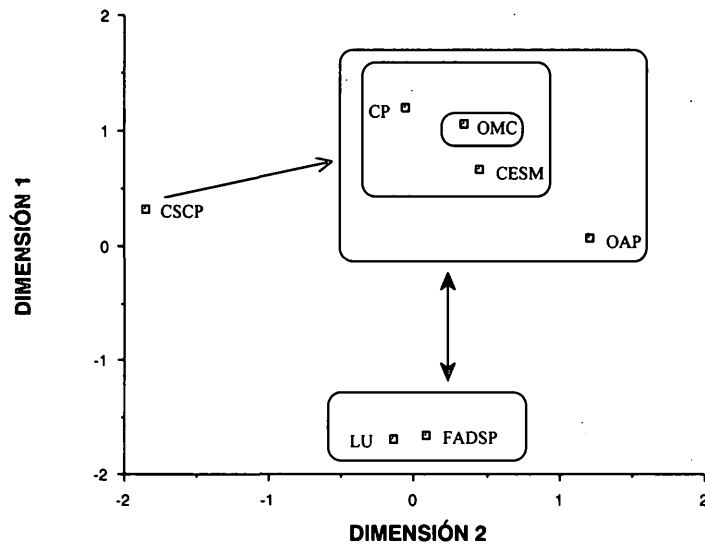 2
CP
OMC
1
CESM
CSCP
OAP
0
-1
LU
FADSP
-2
-2
-1
0
1
2
DIMENSIÓN 1
DIMENSIÓN 2